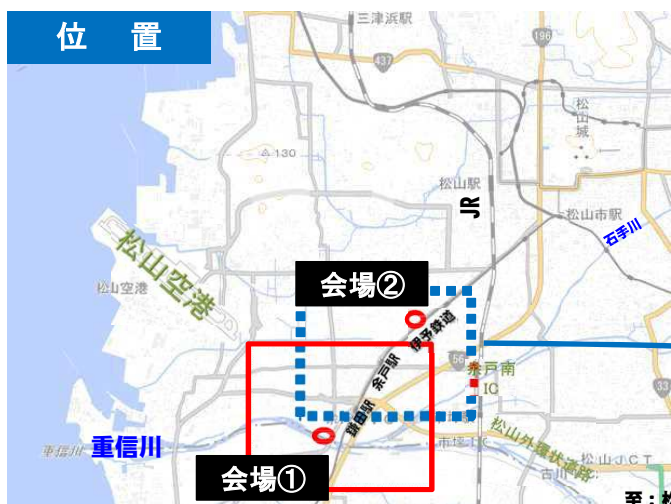 位 置
三津浜駅
196
437
松山城
130
松山駅
JR
松山市駅
石手川
松山空港
松山空港
会場②
伊予鉄道
余戸駅
56
余戸南
IC
33
鎌田駅
市坪
重信川
重信川
松山外環状道路
松山JCT
古川
会場①
至：